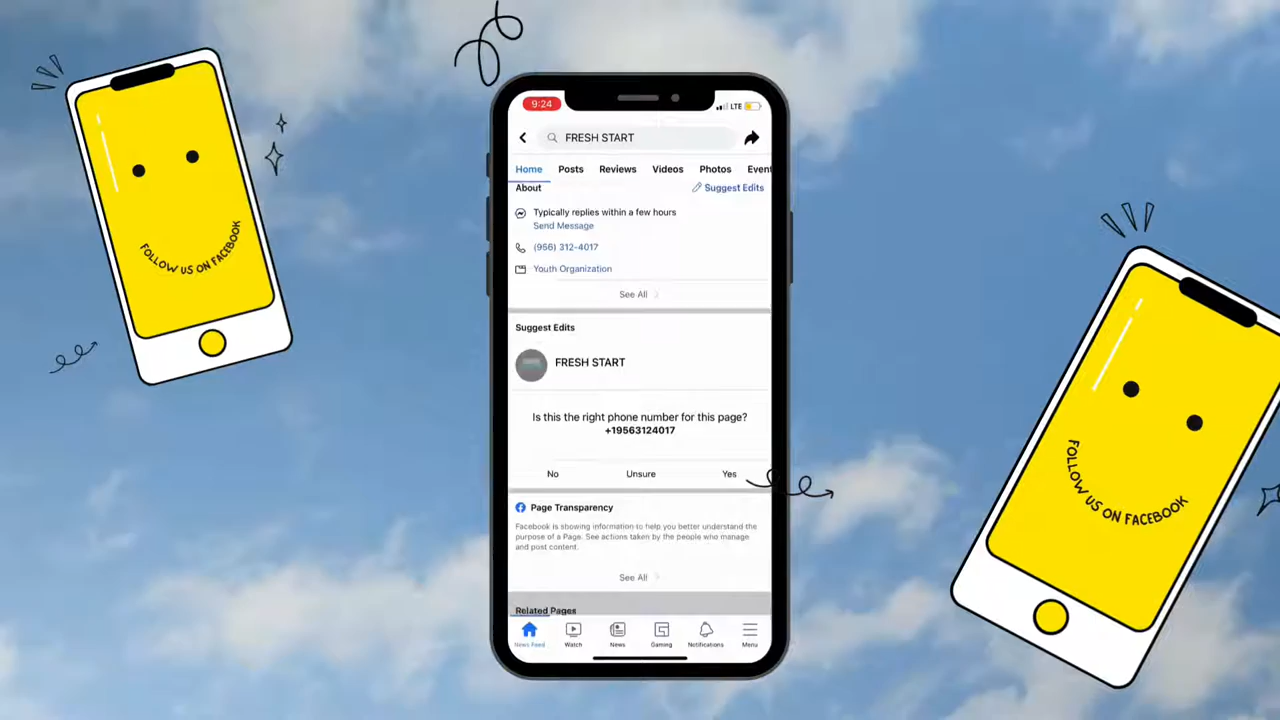 9:24
LTE
FRESH START
Home Posts Reviews Videos Photos Event
About
Suggest Edits
Typically replies within a few hours
Send Message
(956) 312-4017
Youth Organization
See All
Suggest Edits
FRESH START
Is this the right phone number for this page?
+19563124017
No Unsure Yes
Page Transparency
Facebook is showing information to help you better understand the
purpose of a Page. See actions taken by the people who manage
and post content.
See All
Related Pages
News Feed Watch News Gaming Notifications Menu
FOLLOW US ON FACEBOOK
FOLLOW US ON FACEBOOK